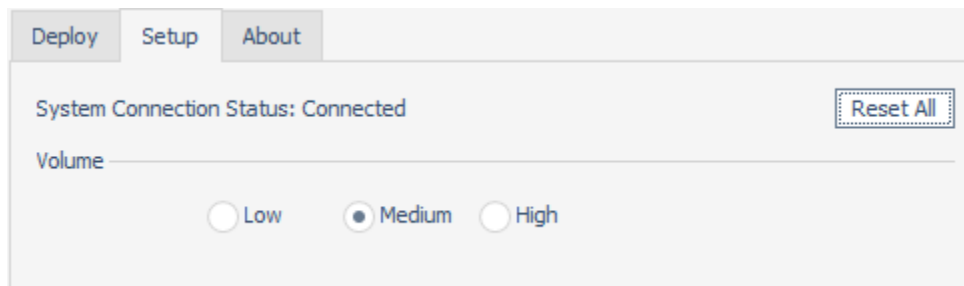 Deploy Setup About
System Connection Status: Connected Reset All
Volume
Low Medium High